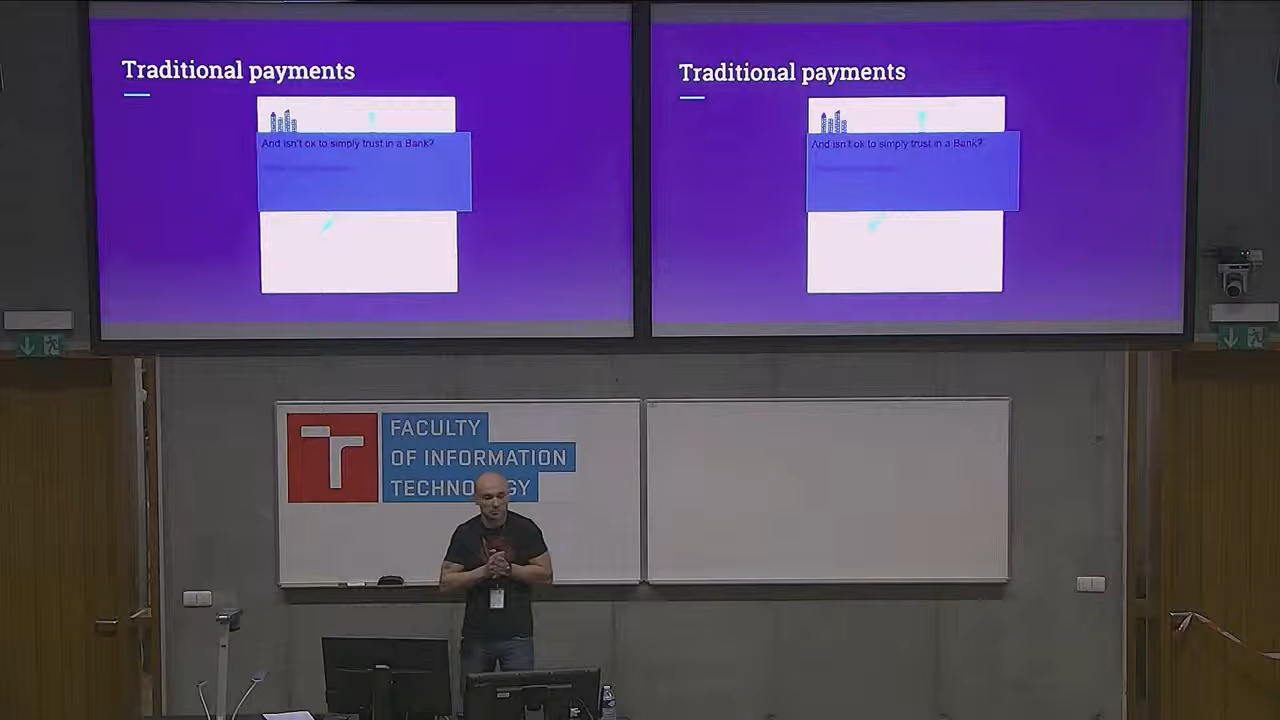 Traditional payments
And isn't ok to simply trust in a Bank?
Traditional payments
And isn't ok to simply trust in a Bank?
FACULTY
OF INFORMATION
TECHNOLOGY